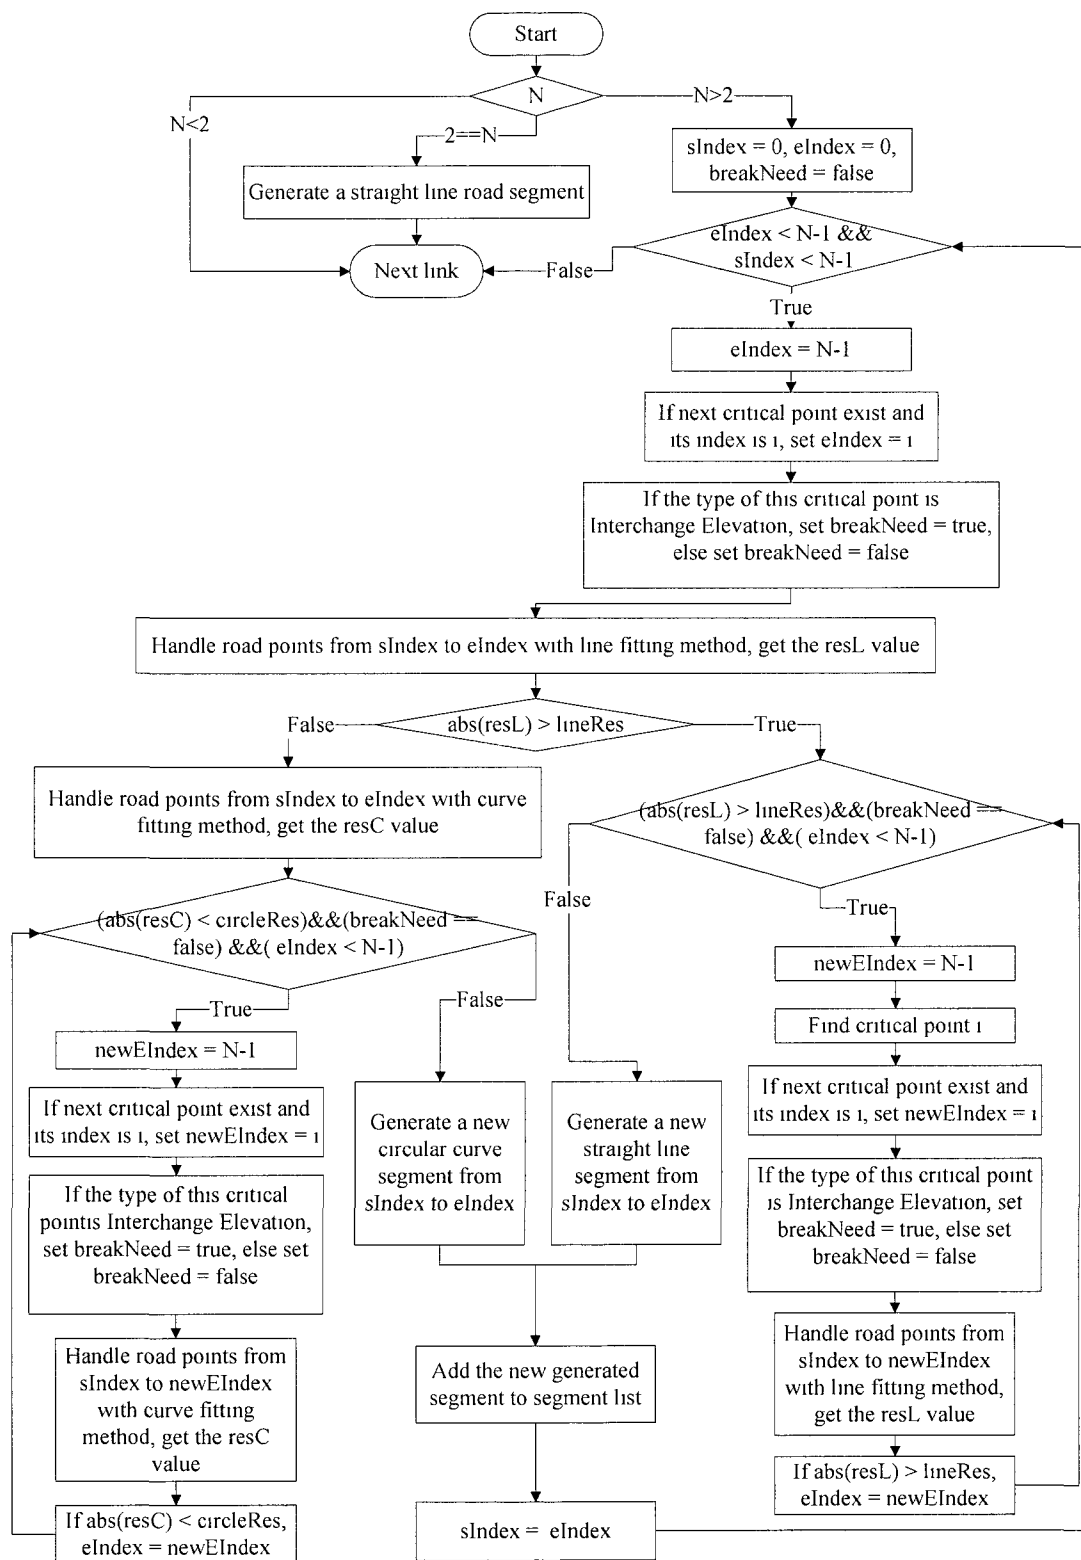 Start
N
N<2
N>2
2==N
sIndex = 0, eIndex = 0,
breakNeed = false
Generate a straight line road segment
eIndex < N-1 &&
sIndex < N-1
Next link
False
True
eIndex = N-1
If next critical point exist and
its index is i, set eIndex = i
If the type of this critical point is
Interchange Elevation, set breakNeed = true,
else set breakNeed = false
Handle road points from sIndex to eIndex with line fitting method, get the resL value
abs(resL) > lineRes
False
True
Handle road points from sIndex to eIndex with curve
fitting method, get the resC value
(abs(resL) > lineRes)&&(breakNeed ==
false) &&( eIndex < N-1)
(abs(resC) < circleRes)&&(breakNeed ==
false) &&( eIndex < N-1)
False
True
False
True
newEIndex = N-1
If next critical point exist and
its index is i, set newEIndex = i
If the type of this critical
pointis Interchange Elevation,
set breakNeed = true, else set
breakNeed = false
Handle road points from
sIndex to newEIndex
with curve fitting
method, get the resC
value
If abs(resC) < circleRes,
eIndex = newEIndex
Generate a new
circular curve
segment from
sIndex to eIndex
Generate a new
straight line
segment from
sIndex to eIndex
Add the new generated
segment to segment list
sIndex = eIndex
newEIndex = N-1
Find critical point i
If next critical point exist and
its index is i, set newEIndex = i
If the type of this critical point
is Interchange Elevation, set
breakNeed = true, else set
breakNeed = false
Handle road points from
sIndex to newEIndex
with line fitting method,
get the resL value
If abs(resL) > lineRes,
eIndex = newEIndex